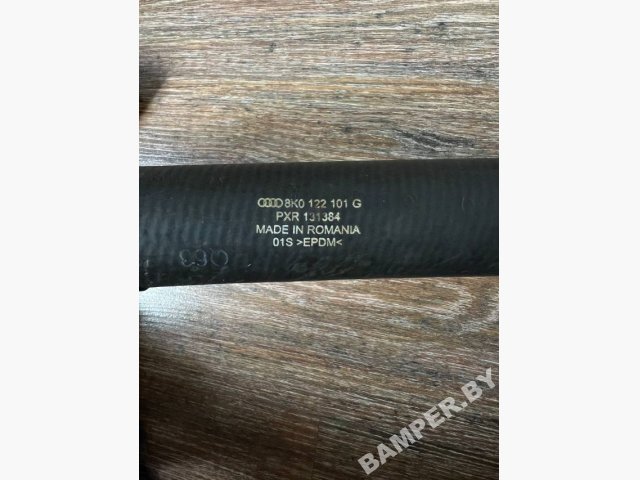 8K0 122 101 G
PXR 131384
MADE IN ROMANIA
01S >EPDM<
BAMPER.BY